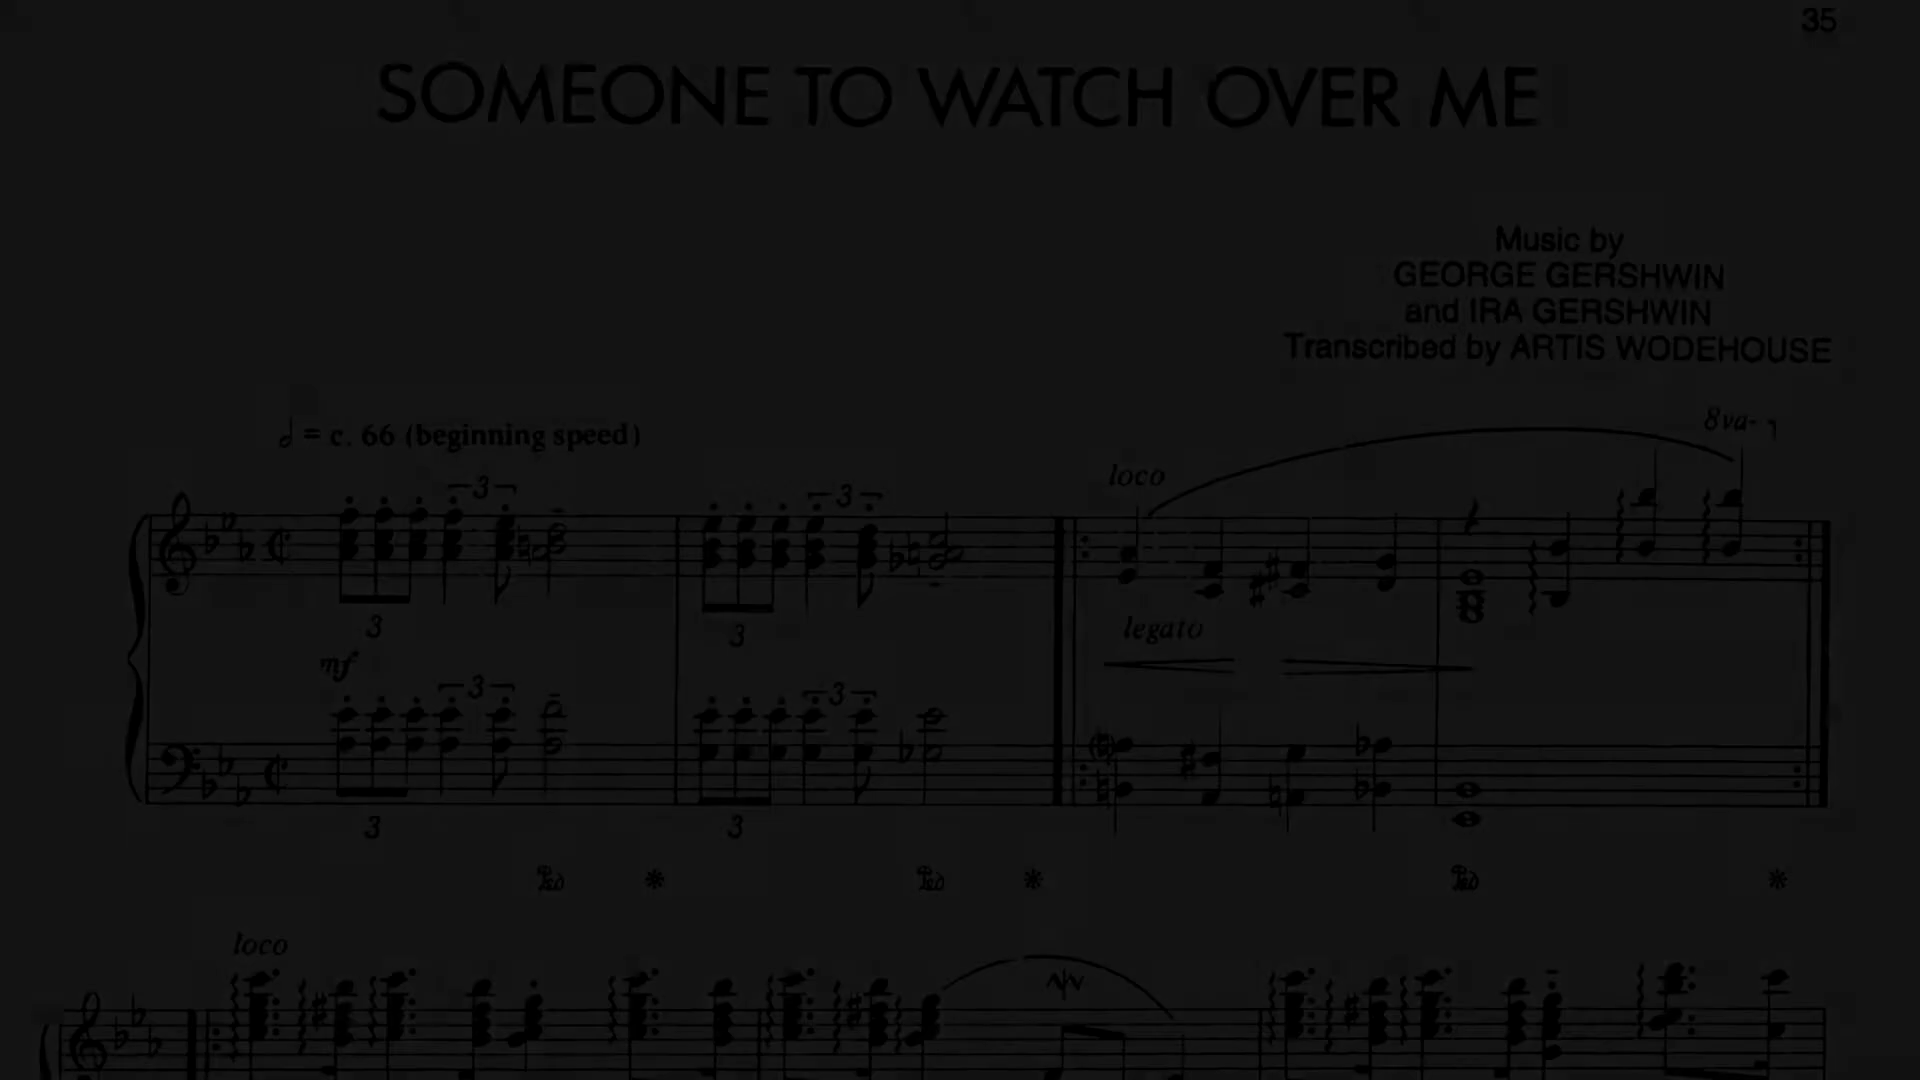 35
SOMEONE TO WATCH OVER ME
Music by
GEORGE GERSHWIN
and IRA GERSHWIN
Transcribed by ARTIS WODEHOUSE
= c. 66 (beginning speed)
8va
loco
3 3
3 3
legato
mf
3 3
3 3
loco